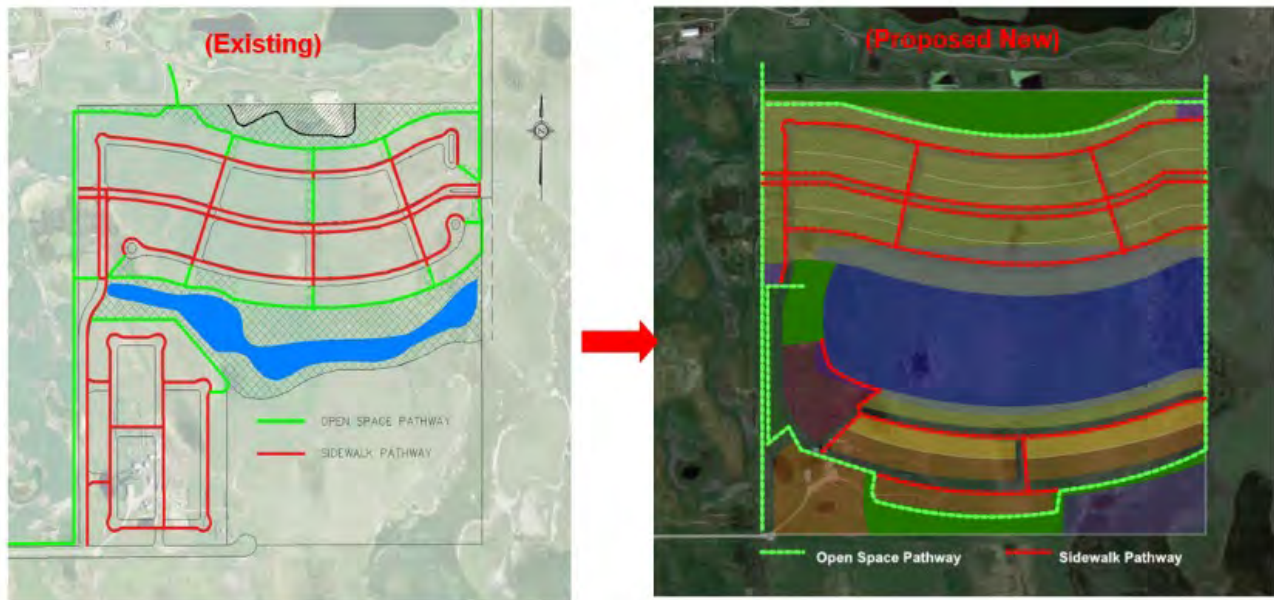 (Existing)
(Proposed New)
N
OPEN SPACE PATHWAY
SIDEWALK PATHWAY
Open Space Pathway
Sidewalk Pathway